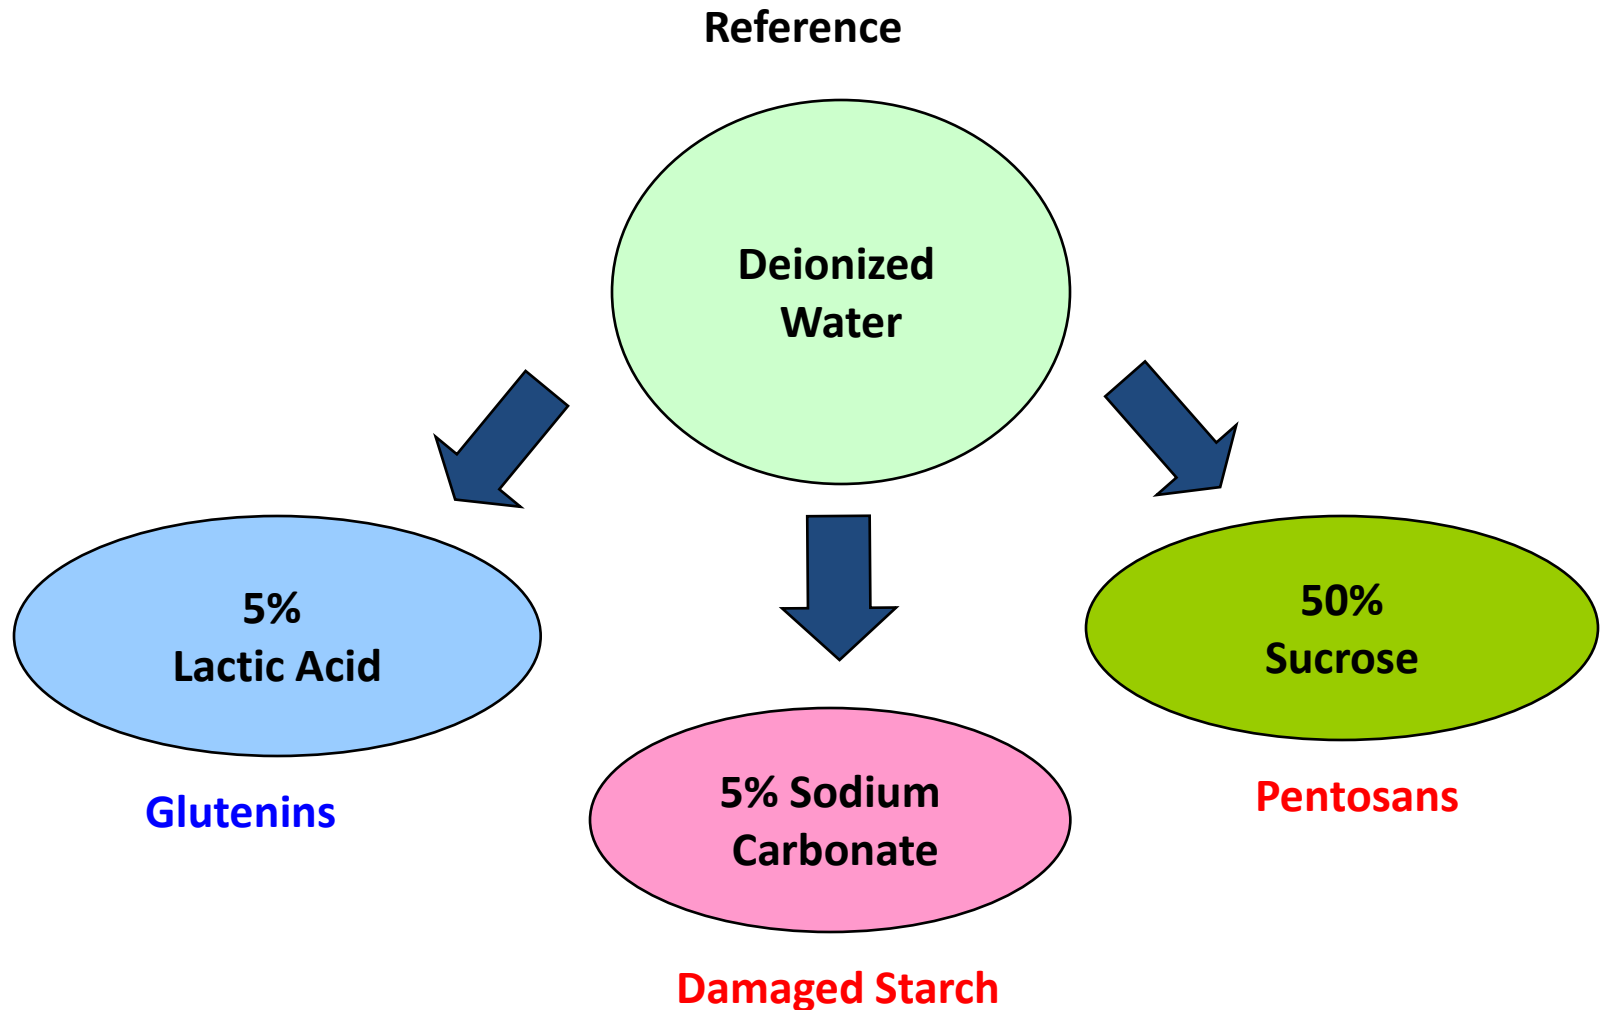 Reference
Deionized
Water
5%
Lactic Acid
50%
Sucrose
5% Sodium
Carbonate
Glutenins
Pentosans
Damaged Starch